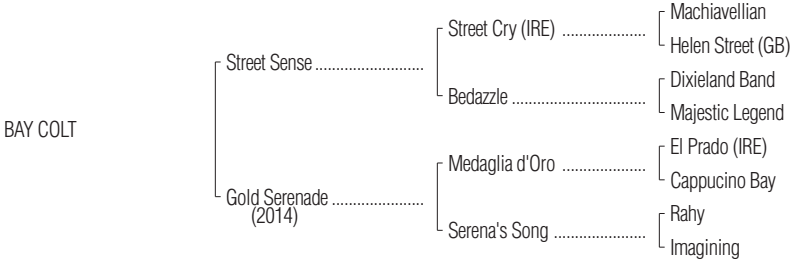 Machiavellian
Street Cry (IRE) ....................
Helen Street (GB)
Street Sense ..........................
Dixieland Band
Bedazzle ................................
Majestic Legend
BAY COLT
El Prado (IRE)
Medaglia d'Oro ....................
Cappucino Bay
Gold Serenade ......................
(2014)
Rahy
Serena's Song ......................
Imagining